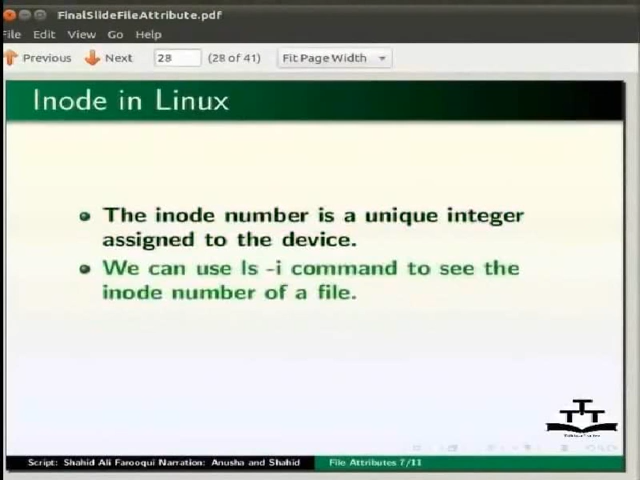 FinalSlideFileAttribute.pdf
File Edit View Go Help
Previous Next 28 (28 of 41) Fit Page Width
Inode in Linux
The inode number is a unique integer
assigned to the device.
We can use ls -i command to see the
inode number of a file.
TTT
Script: Shahid Ali Farooqui Narration: Anusha and Shahid File Attributes 7/11